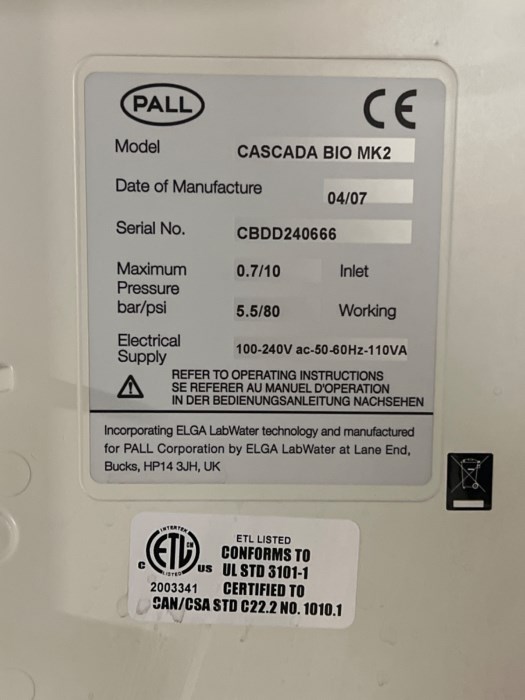 PALL
CE
Model CASCADA BIO MK2
Date of Manufacture 04/07
Serial No. CBDD240666
Maximum Pressure bar/psi
0.7/10 Inlet
5.5/80 Working
Electrical Supply
100-240V ac-50-60Hz-110VA
REFER TO OPERATING INSTRUCTIONS
SE REFERER AU MANUEL D'OPERATION
IN DER BEDIENUNGSANLEITUNG NACHSEHEN
Incorporating ELGA LabWater technology and manufactured
for PALL Corporation by ELGA LabWater at Lane End,
Bucks, HP14 3JH, UK
INTERTEK
ETL
CM
LISTED
C US
2003341
ETL LISTED
CONFORMS TO
UL STD 3101-1
CERTIFIED TO
CAN/CSA STD C22.2 NO. 1010.1